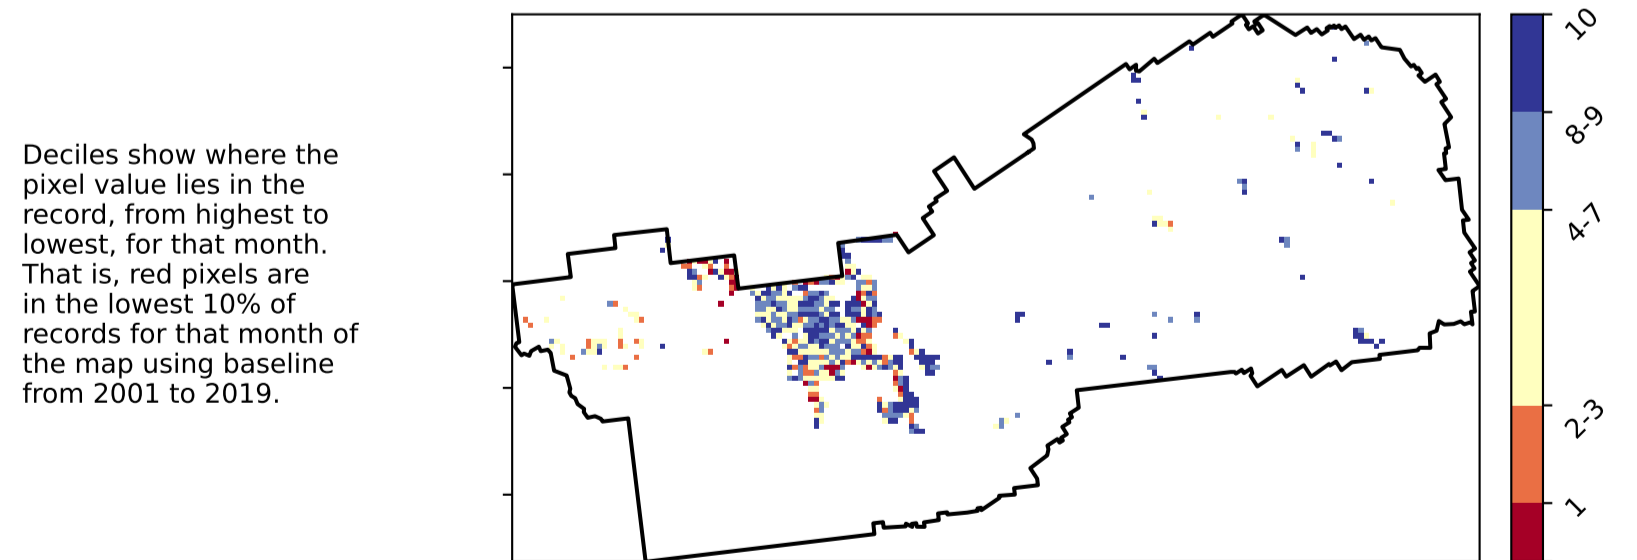 Deciles show where the
pixel value lies in the
record, from highest to
lowest, for that month.
That is, red pixels are
in the lowest 10% of
records for that month of
the map using baseline
from 2001 to 2019.
10
8-9
4-7
2-3
1